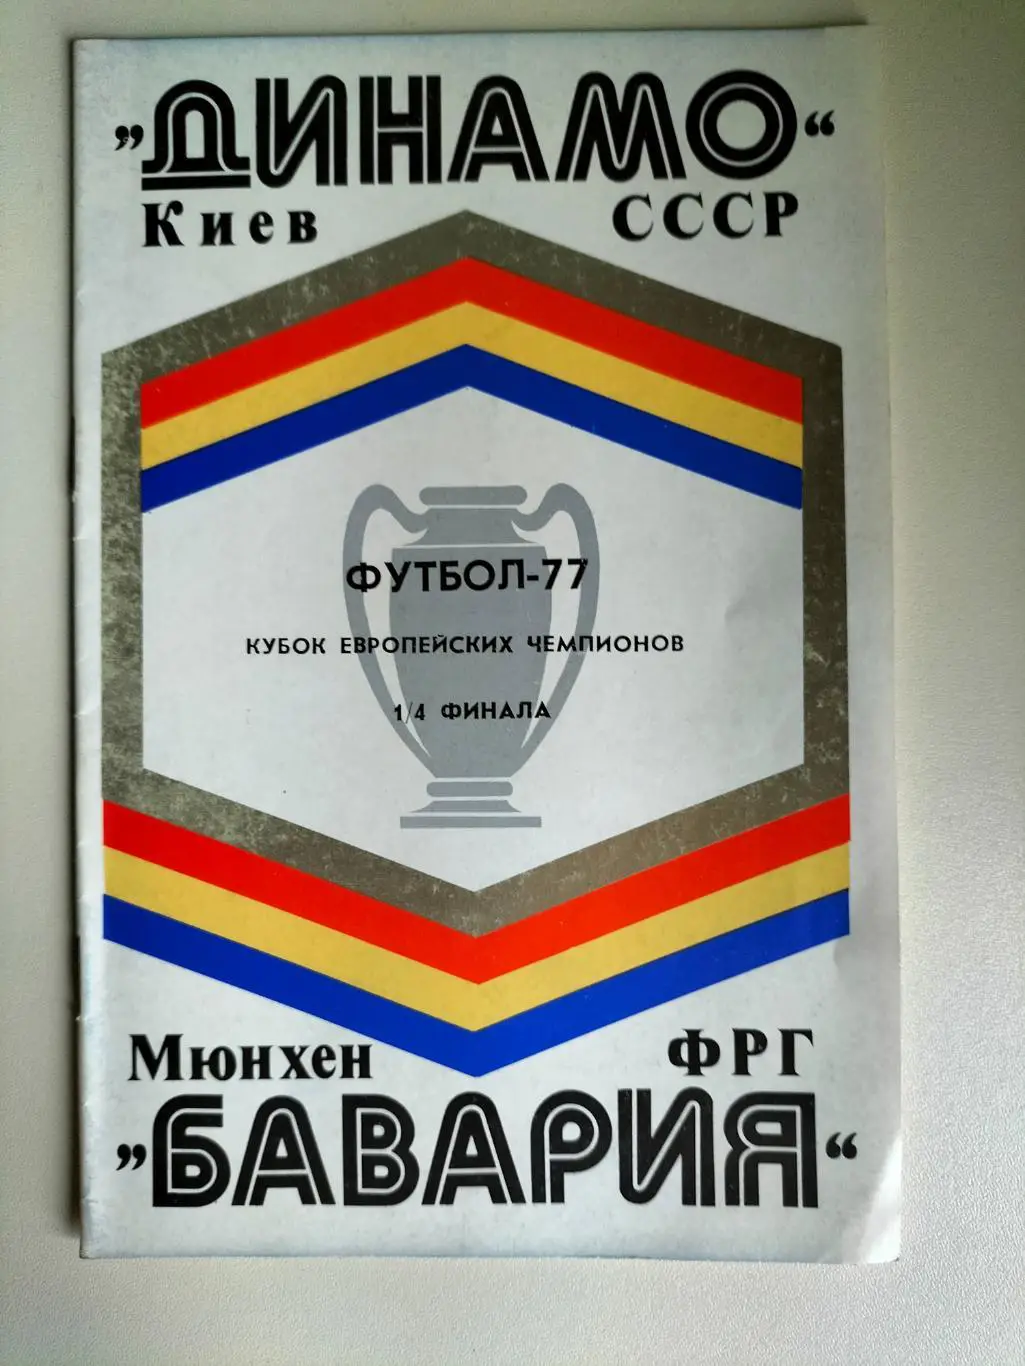 „ДИНАМО“
Киев СССР
ФУТБОЛ-77
КУБОК ЕВРОПЕЙСКИХ ЧЕМПИОНОВ
1/4 ФИНАЛА
Мюнхен ФРГ
„БАВАРИЯ“